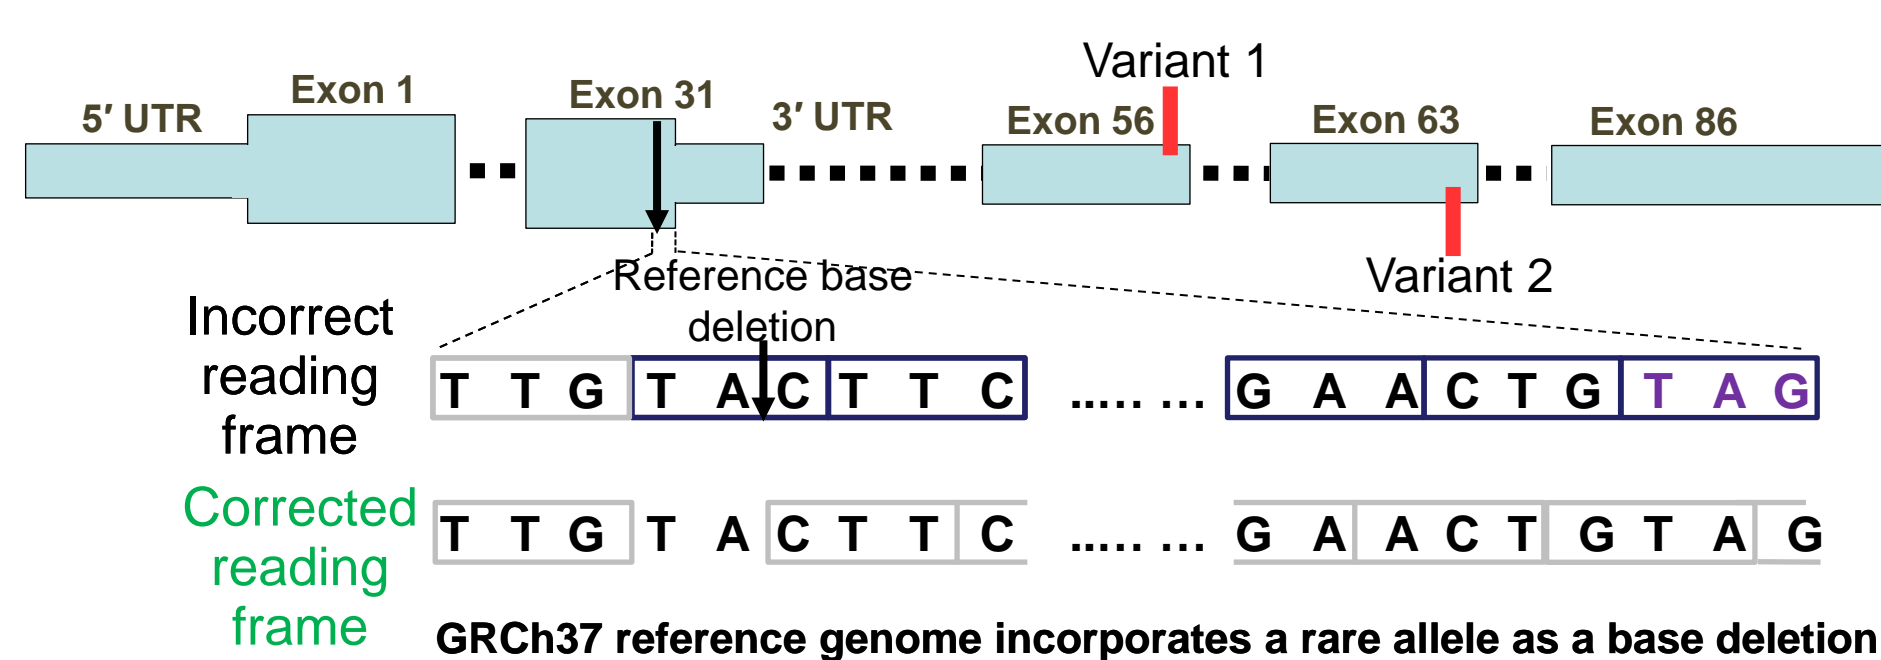 Variant 1
5′ UTR
Exon 1
Exon 31
3′ UTR
Exon 56
Exon 63
Exon 86
Variant 2
Reference base
deletion
Incorrect
reading
frame
T T G T A C T T C ..... ... G A A C T G T A G
Corrected
reading
frame
T T G T A C T T C ..... ... G A A C T G T A G
GRCh37 reference genome incorporates a rare allele as a base deletion